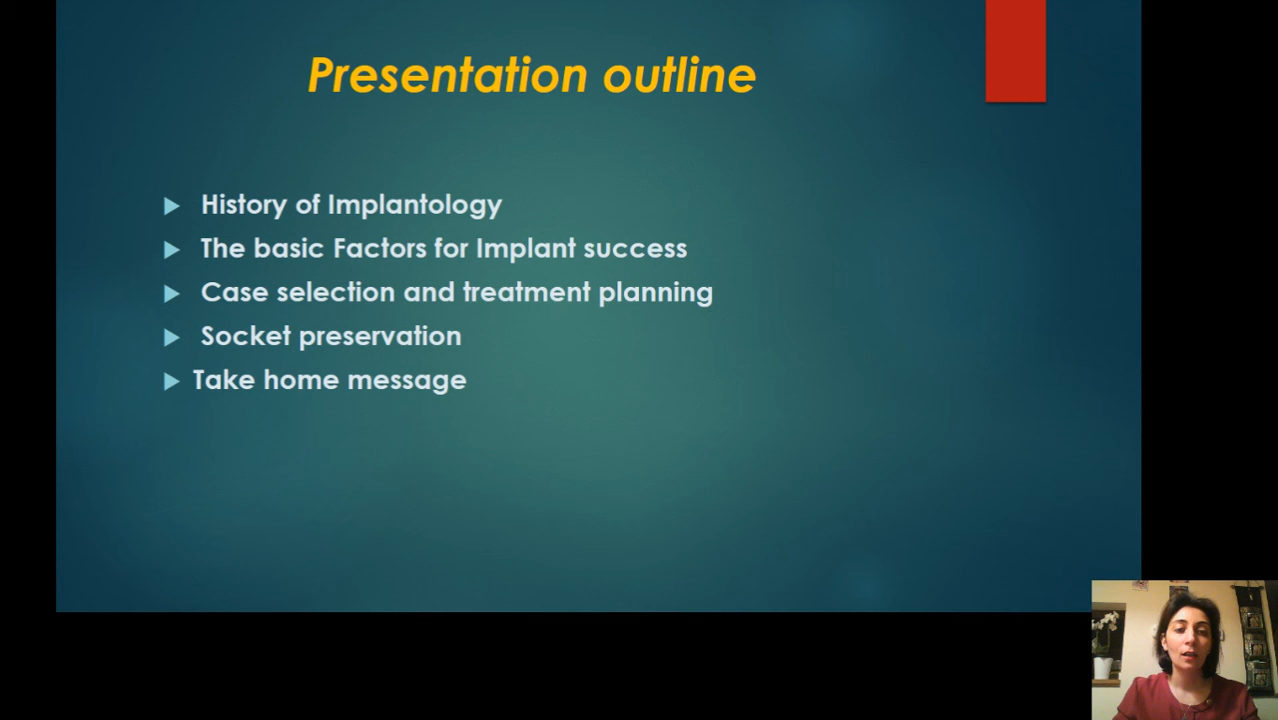 Presentation outline
History of Implantology
The basic Factors for Implant success
Case selection and treatment planning
Socket preservation
Take home message